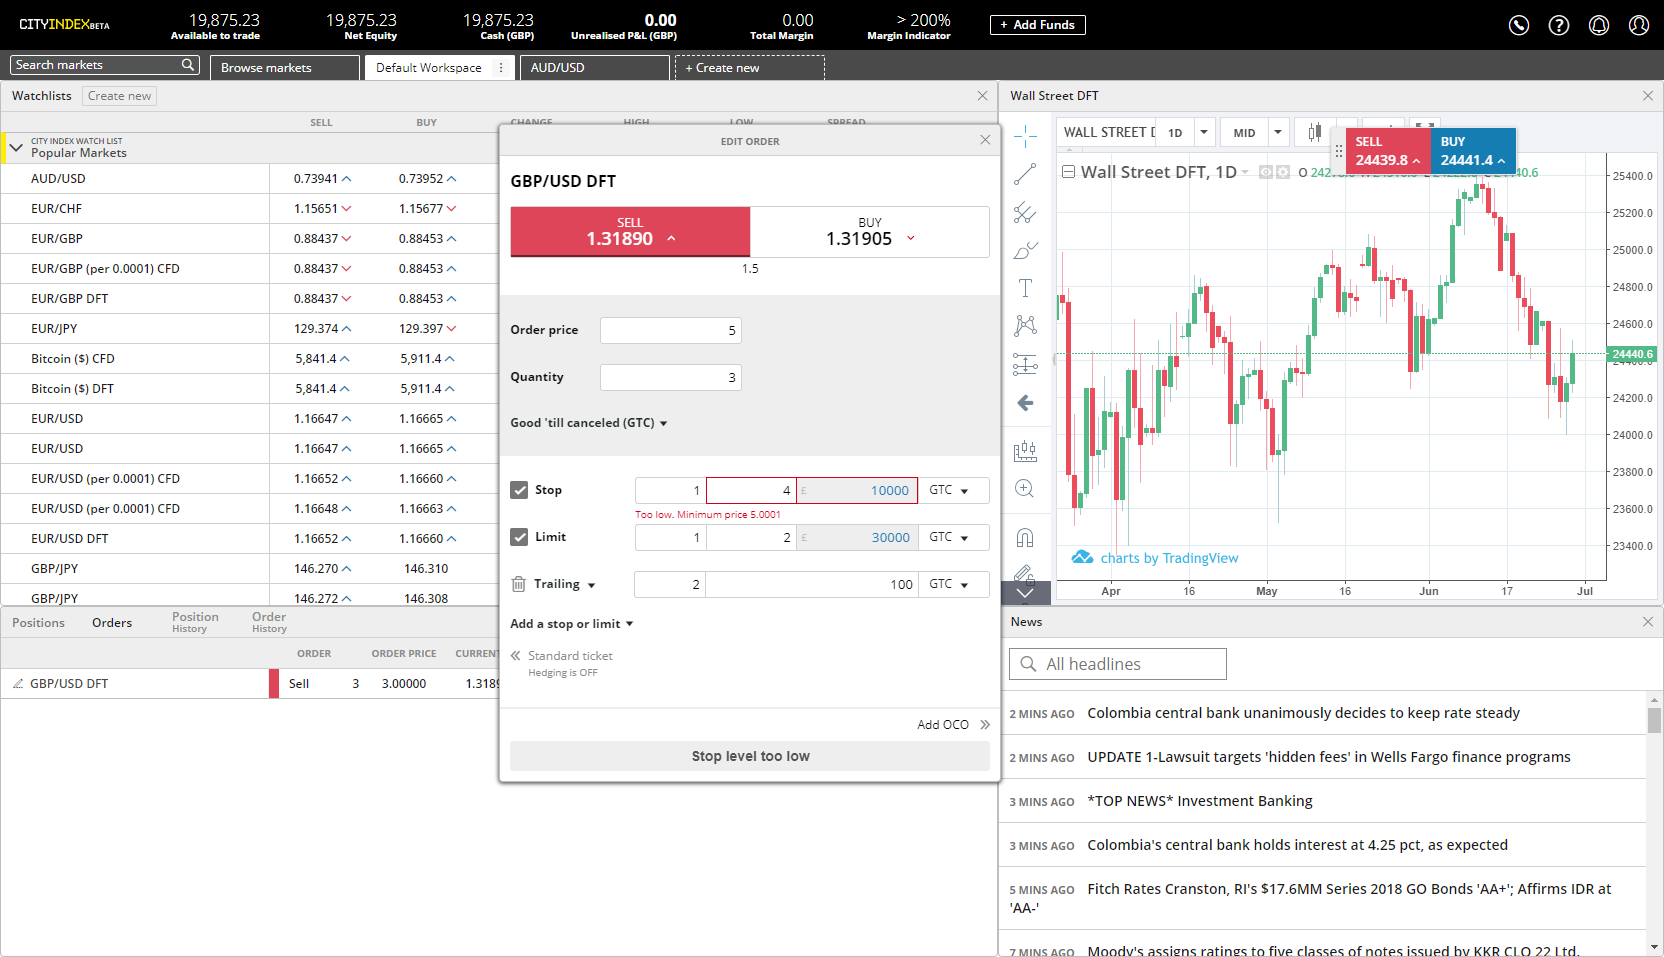 CITYINDEXBETA
19,875.23
Available to trade
19,875.23
Net Equity
19,875.23
Cash (GBP)
0.00
Unrealised P&L (GBP)
0.00
Total Margin
> 200%
Margin Indicator
+ Add Funds
Search markets
Browse markets
Default Workspace
AUD/USD
+ Create new
Watchlists
Create new
SELL BUY CHANGE HIGH LOW SPREAD
CITY INDEX WATCH LIST
Popular Markets
AUD/USD 0.73941 0.73952
EUR/CHF 1.15651 1.15677
EUR/GBP 0.88437 0.88453
EUR/GBP (per 0.0001) CFD 0.88437 0.88453
EUR/GBP DFT 0.88437 0.88453
EUR/JPY 129.374 129.397
Bitcoin ($) CFD 5,841.4 5,911.4
Bitcoin ($) DFT 5,841.4 5,911.4
EUR/USD 1.16647 1.16665
EUR/USD 1.16647 1.16665
EUR/USD (per 0.0001) CFD 1.16652 1.16660
EUR/USD (per 0.0001) CFD 1.16648 1.16663
EUR/USD DFT 1.16652 1.16660
GBP/JPY 146.270 146.310
GBP/JPY 146.272 146.308
Positions
Orders
Position History
Order History
ORDER ORDER PRICE CURRENT
GBP/USD DFT Sell 3 3.00000 1.3189
EDIT ORDER
GBP/USD DFT
SELL
1.31890
BUY
1.31905
1.5
Order price 5
Quantity 3
Good 'till canceled (GTC)
Stop 1 4 £ 10000 GTC
Too low. Minimum price 5.0001
Limit 1 2 £ 30000 GTC
Trailing 2 100 GTC
Add a stop or limit
Standard ticket
Hedging is OFF
Add OCO
Stop level too low
Wall Street DFT
WALL STREET D 1D MID
SELL
24439.8
BUY
24441.4
Wall Street DFT, 1D
25400.0
25200.0
25000.0
24800.0
24600.0
24440.6
24200.0
24000.0
23800.0
23600.0
23400.0
charts by TradingView
Apr 16 May 16 Jun 17 Jul
News
All headlines
2 MINS AGO Colombia central bank unanimously decides to keep rate steady
2 MINS AGO UPDATE 1-Lawsuit targets 'hidden fees' in Wells Fargo finance programs
3 MINS AGO *TOP NEWS* Investment Banking
3 MINS AGO Colombia's central bank holds interest at 4.25 pct, as expected
5 MINS AGO Fitch Rates Cranston, RI's $17.6MM Series 2018 GO Bonds 'AA+'; Affirms IDR at
'AA-'
7 MINS AGO Moody's assigns ratings to five classes of notes issued by KKR CLO 22 Ltd.